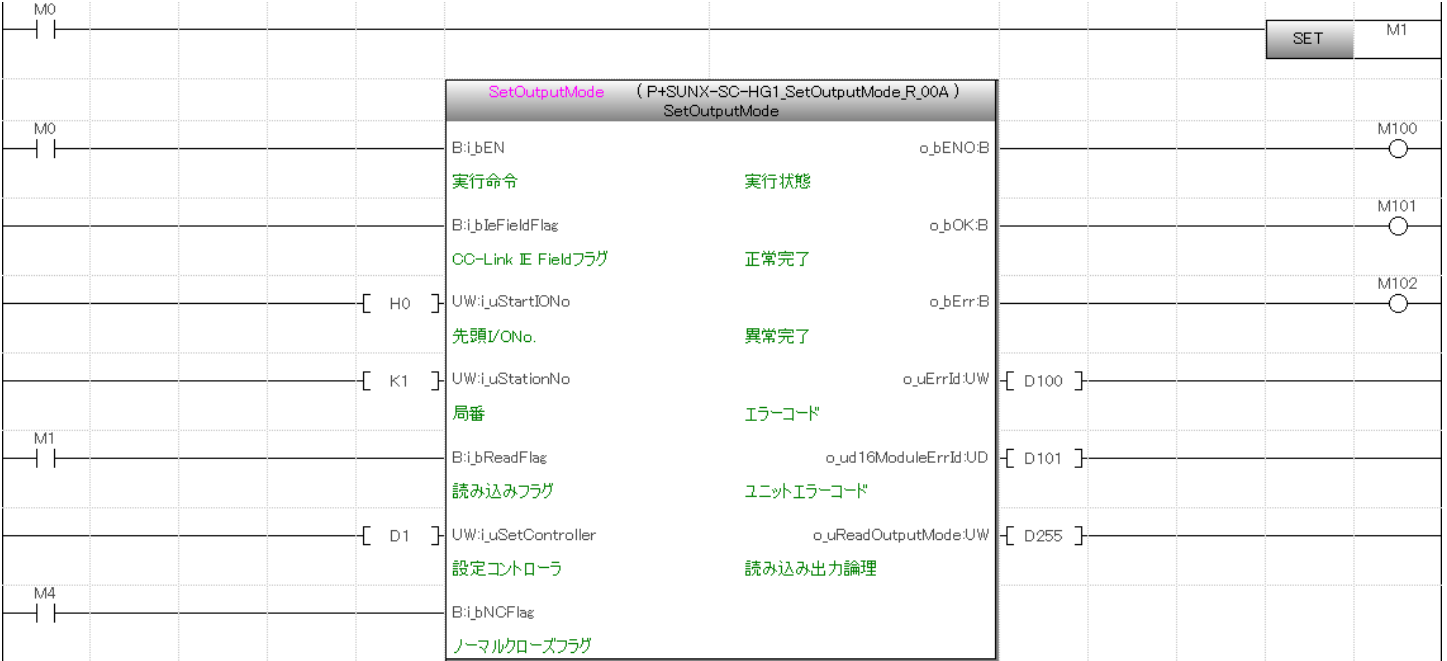 M0
SET M1
SetOutputMode (P+SUNX-SC-HG1_SetOutputMode_R_00A)
SetOutputMode
M0 M100
B:i_bEN o_bENO:B
実行命令 実行状態
M101
B:i_bIeFieldFlag o_bOK:B
CC-Link IE Fieldフラグ 正常完了
M102
H0 UW:i_uStartIONo o_bErr:B
先頭I/ONo. 異常完了
K1 UW:i_uStationNo o_uErrId:UW D100
局番 エラーコード
M1
B:i_bReadFlag o_ud16ModuleErrId:UD D101
読み込みフラグ ユニットエラーコード
D1 UW:i_uSetController o_uReadOutputMode:UW D255
設定コントローラ 読み込み出力論理
M4
B:i_bNCFlag
ノーマルクローズフラグ